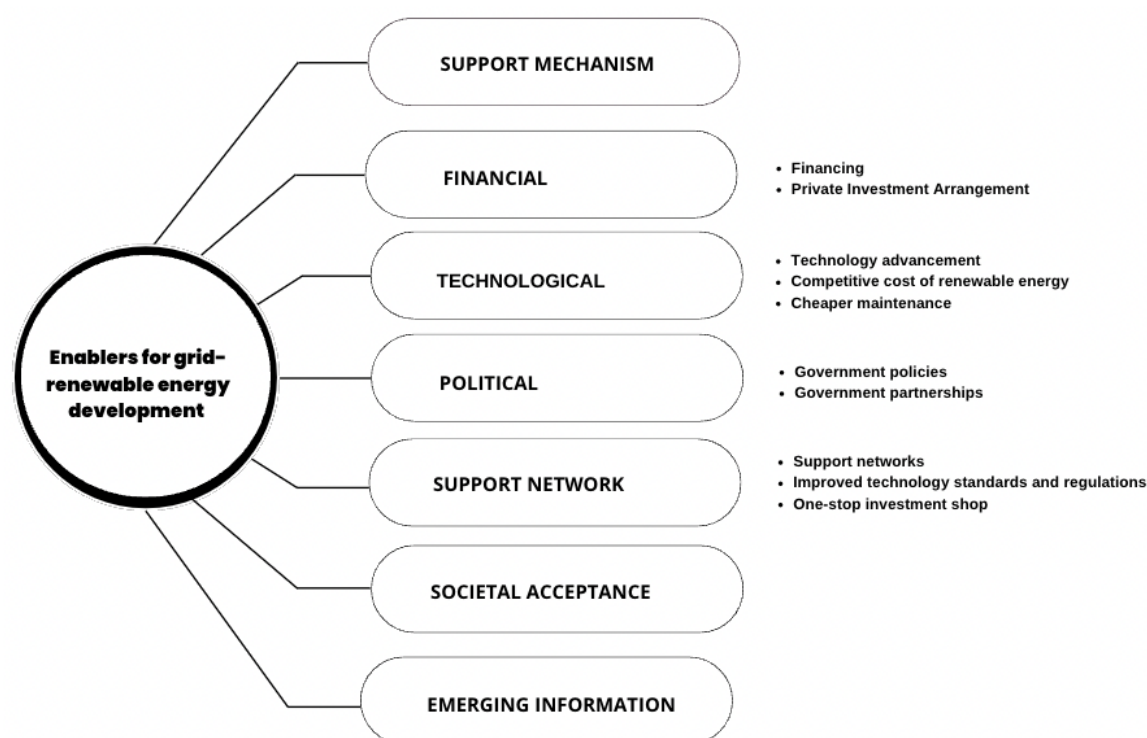 SUPPORT MECHANISM
FINANCIAL
• Financing
• Private Investment Arrangement
TECHNOLOGICAL
• Technology advancement
• Competitive cost of renewable energy
• Cheaper maintenance
Enablers for grid-
renewable energy
development
POLITICAL
• Government policies
• Government partnerships
SUPPORT NETWORK
• Support networks
• Improved technology standards and regulations
• One-stop investment shop
SOCIETAL ACCEPTANCE
EMERGING INFORMATION